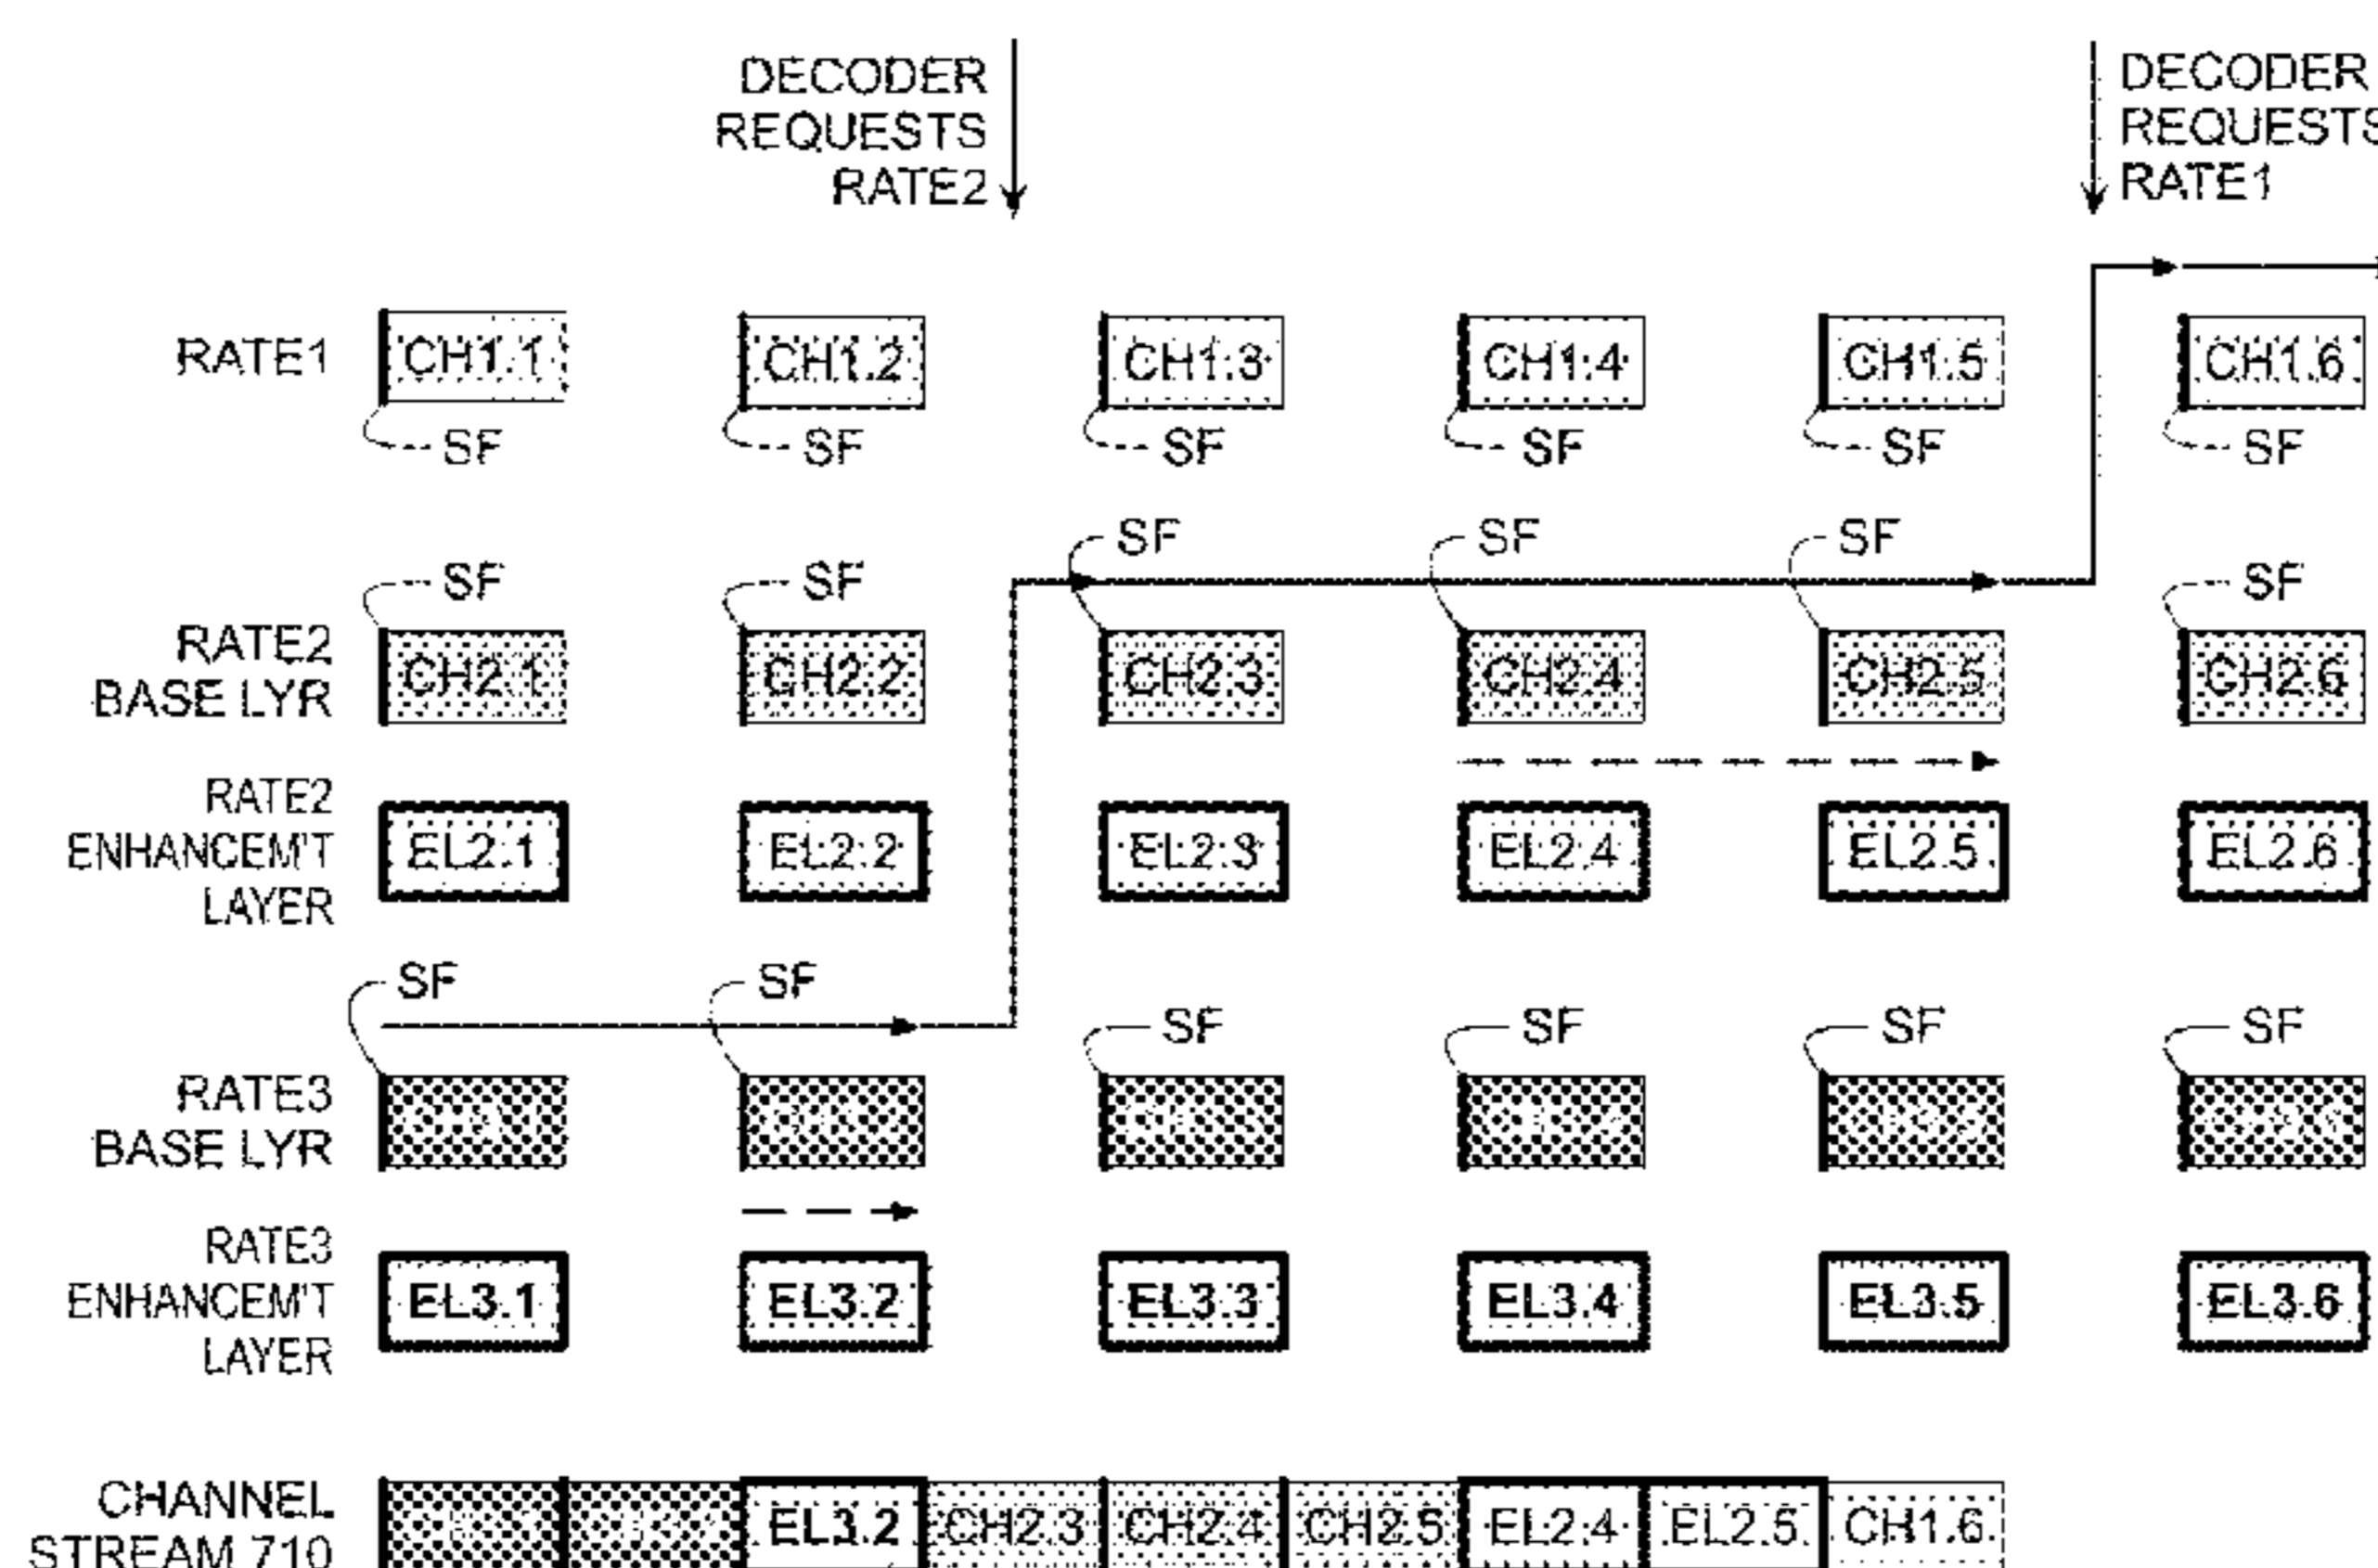 DECODER
REQUESTS
RATE2
DECODER
REQUESTS
RATE1
RATE1 CH1.1 CH1.2 CH1.3 CH1.4 CH1.5 CH1.6
SF SF SF SF SF SF
SF SF SF
SF SF SF
RATE2
BASE LYR
CH2.1 CH2.2 CH2.3 CH2.4 CH2.5 CH2.6
RATE2
ENHANCEM'T
LAYER
EL2.1 EL2.2 EL2.3 EL2.4 EL2.5 EL2.6
SF SF
SF SF SF SF
RATE3
BASE LYR
RATE3
ENHANCEM'T
LAYER
EL3.1 EL3.2 EL3.3 EL3.4 EL3.5 EL3.6
CHANNEL
STREAM 710
EL3.2 CH2.3 CH2.4 CH2.5 EL2.4 EL2.5 CH1.6